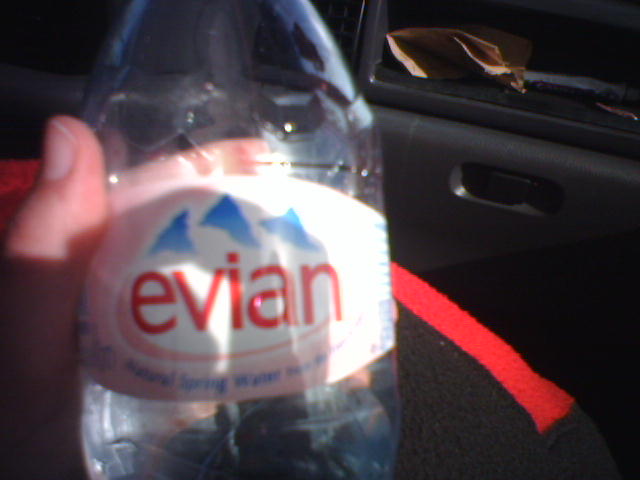 evian
Natural Spring Water